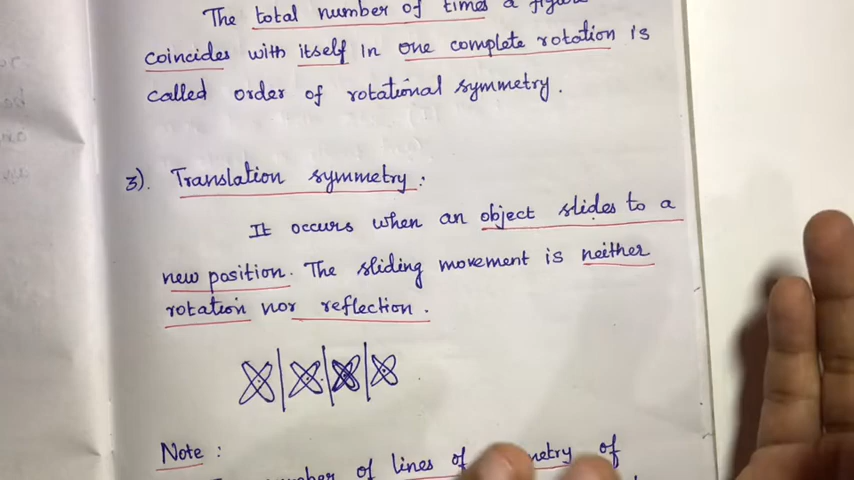 The total number of times a
coincides with itself in one complete rotation is
called order of rotational symmetry.
3). Translation symmetry:
It occurs when an object slides to a
new position. The sliding movement is neither
rotation nor reflection.
Note:
of lines of
of